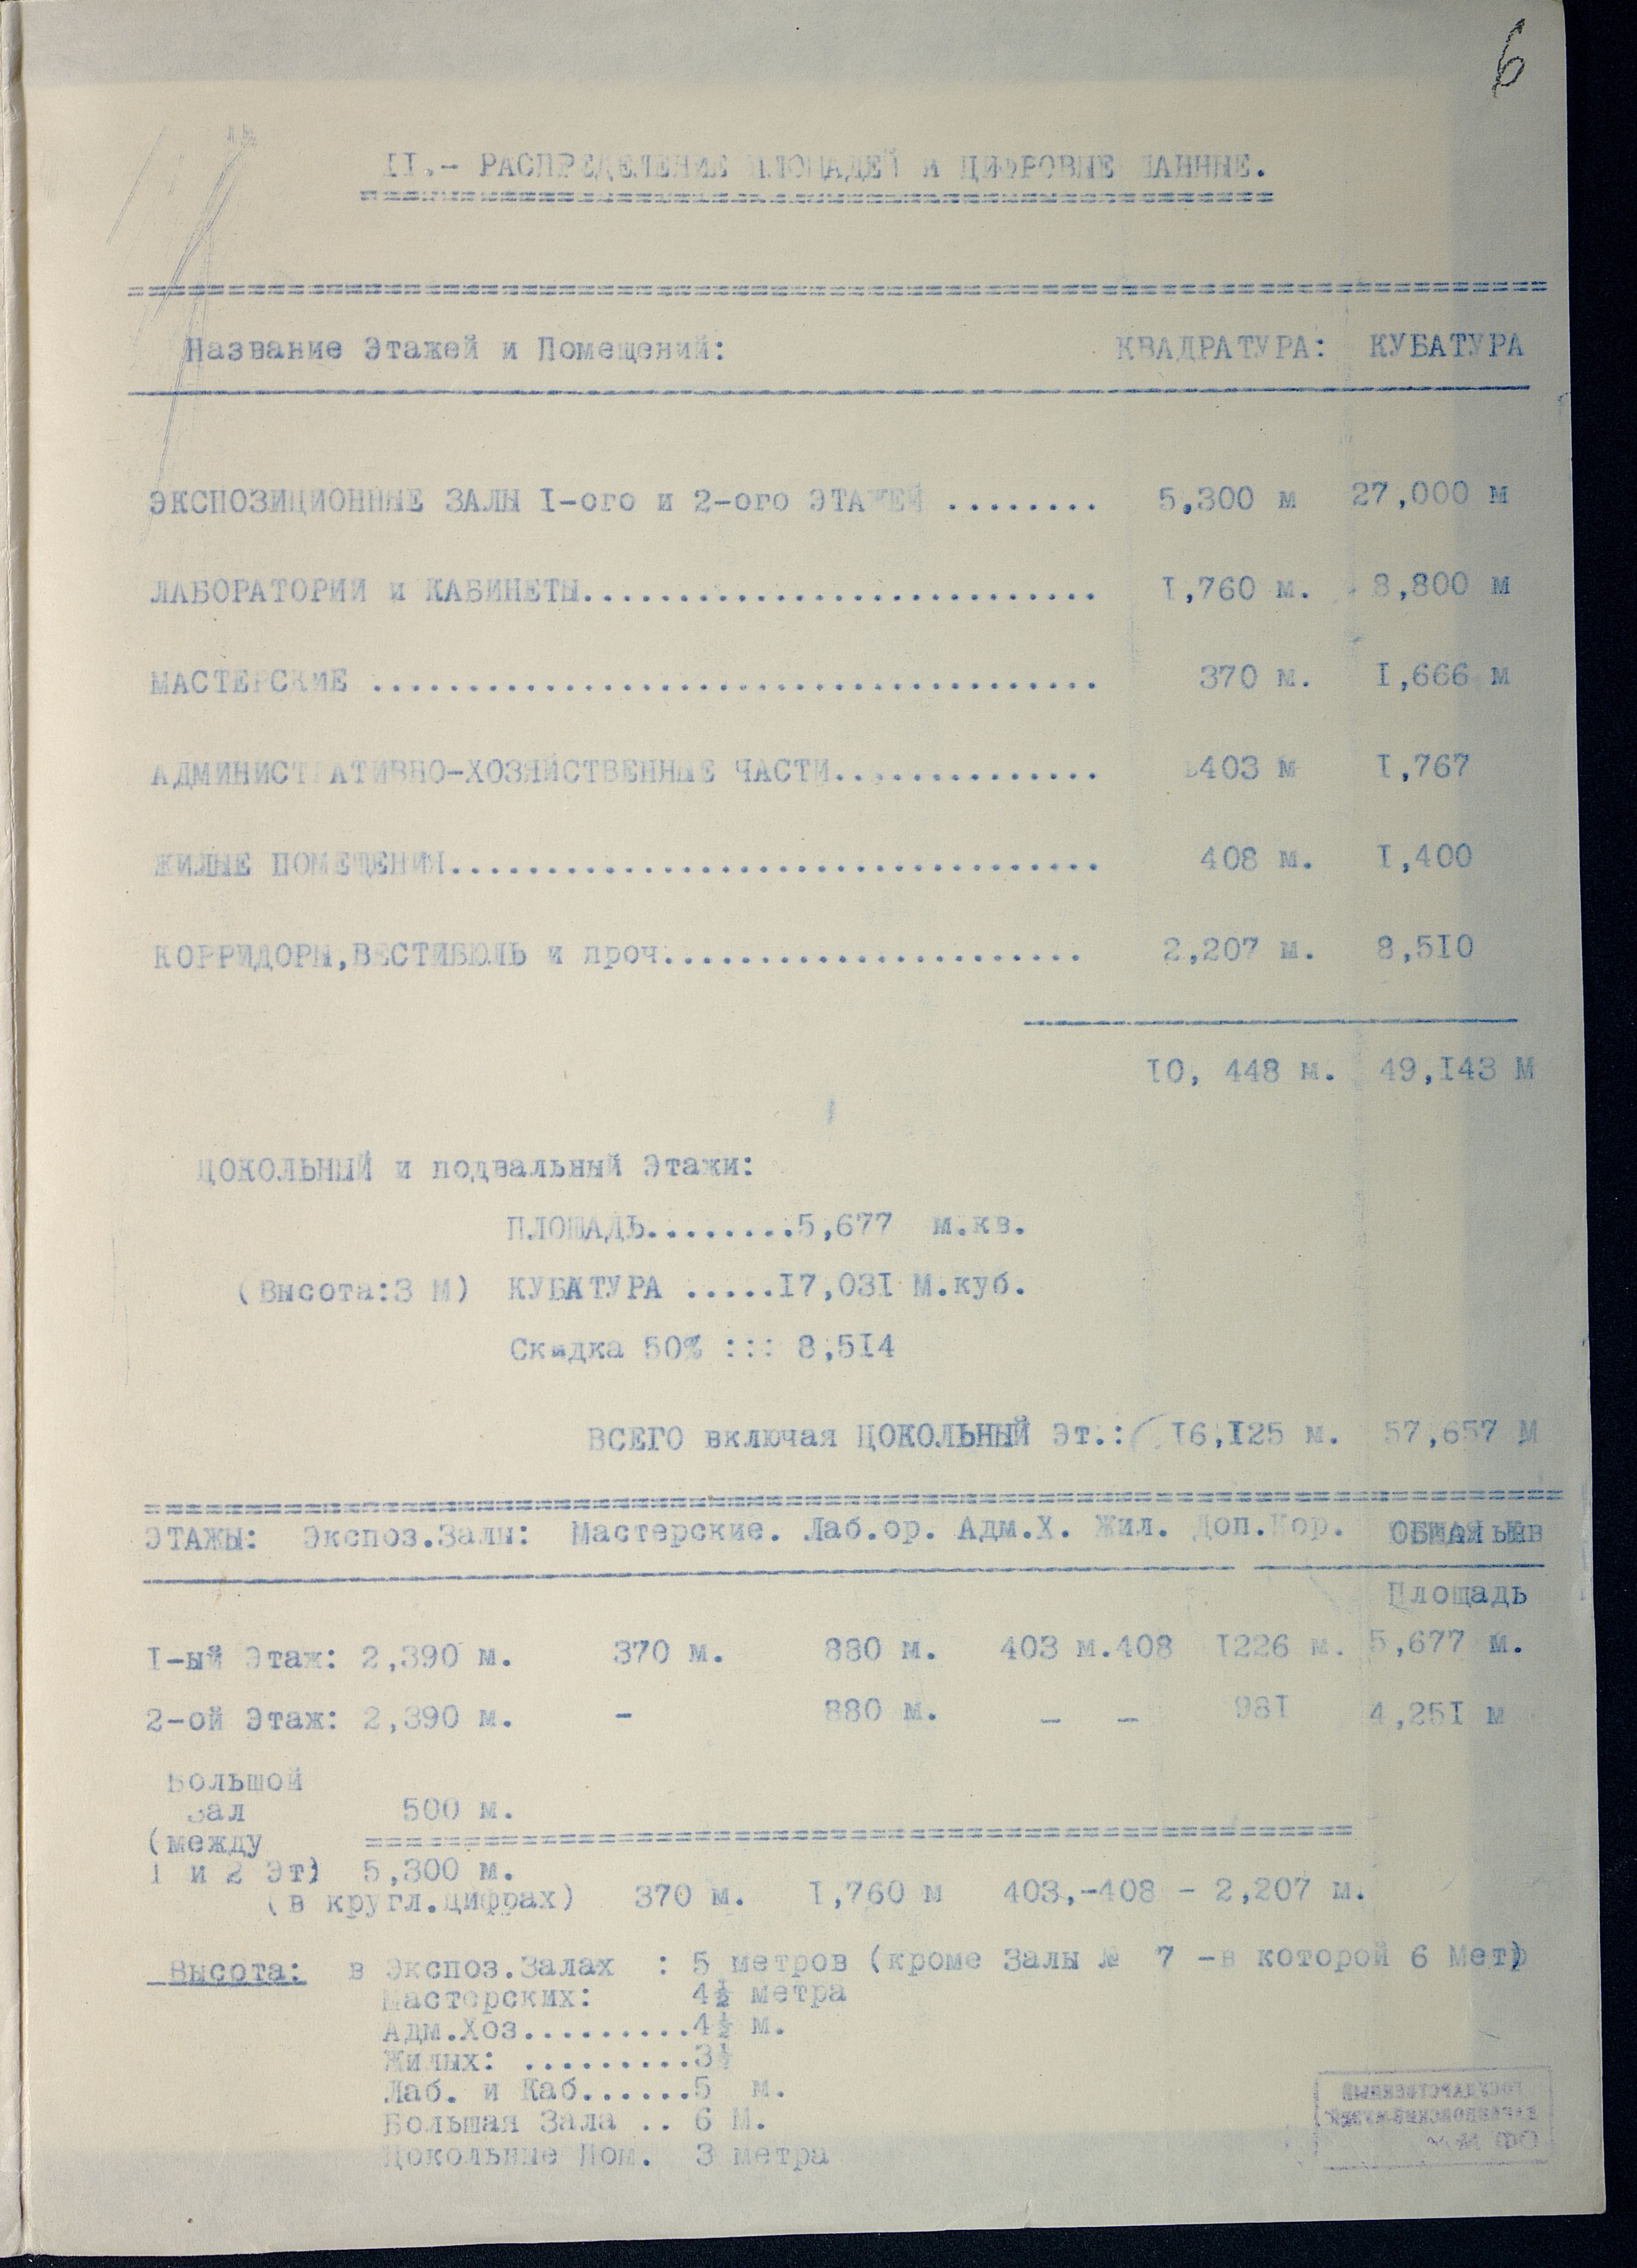 6
II.- РАСПРЕДЕЛЕНИЕ ПЛОЩАДЕЙ И ЦИФРОВЫЕ ДАННЫЕ.
Название Этажей и Помещений: КВАДРАТУРА: КУБАТУРА
ЭКСПОЗИЦИОННЫЕ ЗАЛЫ I-ого и 2-ого ЭТАЖЕЙ ........ 5,300 м 27,000 м
ЛАБОРАТОРИИ и КАБИНЕТЫ........................... I,760 м. 8,800 м
МАСТЕРСКИЕ ...................................... 370 м. I,666 м
АДМИНИСТРАТИВНО-ХОЗЯЙСТВЕННЫЕ ЧАСТИ.............. 403 м I,767
ЖИЛЫЕ ПОМЕЩЕНИЯ.................................. 408 м. I,400
КОРРИДОРЫ,ВЕСТИБЮЛЬ и проч...................... 2,207 м. 8,5I0
I0, 448 м. 49,I43 М
ЦОКОЛЬНЫЙ и подвальный Этажи:
ПЛОЩАДЬ........5,677 м.кв.
(Высота:3 М) КУБАТУРА .....I7,03I М.куб.
Скидка 50% ::: 8,5I4
ВСЕГО включая ЦОКОЛЬНЫЙ Эт.: I6,I25 м. 57,657 М
ЭТАЖЫ: Экспоз.Залы: Мастерские. Лаб.ор. Адм.Х. Жил. Доп.Кор. ОБЩАЯ
Площадь
I-ый Этаж: 2,390 м. 370 м. 880 м. 403 м.408 I226 м. 5,677 м.
2-ой Этаж: 2,390 м. - 880 м. - - 98I 4,25I м
Большой
Зал 500 м.
(между
I и 2 Эт) 5,300 м.
(в кругл.цифрах) 370 м. I,760 м 403,-408 - 2,207 м.
Высота: в Экспоз.Залах : 5 метров (кроме Залы № 7 -в которой 6 Мет)
Мастерских: 4½ метра
Адм.Хоз.........4½ м.
Жилых: .........3½
Лаб. и Каб......5 м.
Большая Зала .. 6 М.
Цокольные Пом. 3 метра